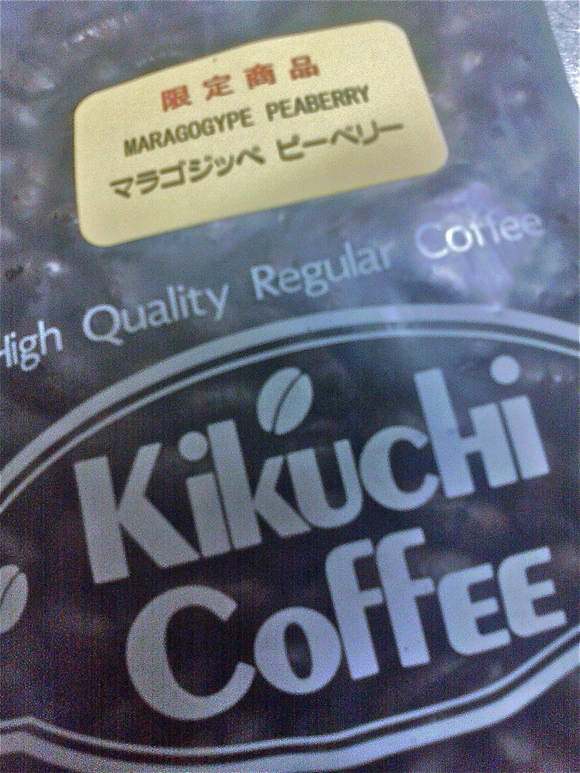 限定商品
MARAGOGYPE PEABERRY
マラゴジッペ ピーベリー
High Quality Regular Coffee
Kikuchi
Coffee